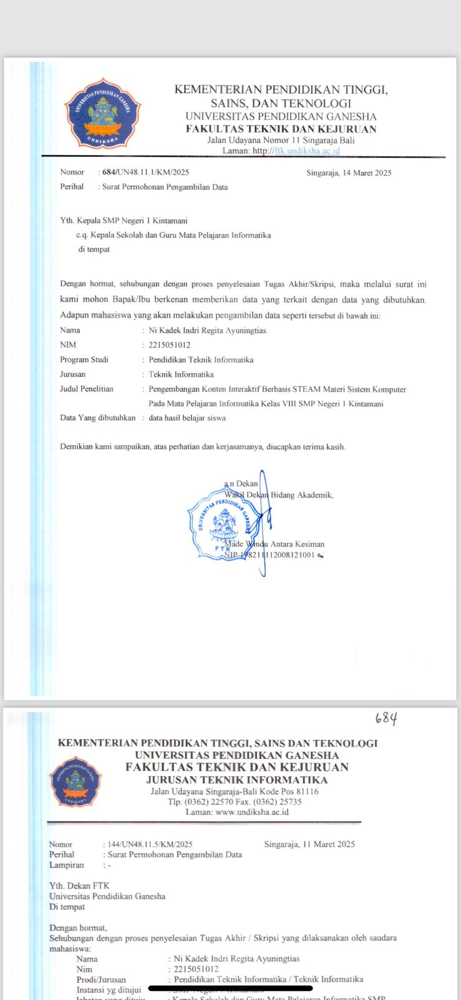 UNIVERSITAS PENDIDIKAN GANESHA
UNDIKSHA
KEMENTERIAN PENDIDIKAN TINGGI,
SAINS, DAN TEKNOLOGI
UNIVERSITAS PENDIDIKAN GANESHA
FAKULTAS TEKNIK DAN KEJURUAN
Jalan Udayana Nomor 11 Singaraja Bali
Laman: http://ftk.undiksha.ac.id
Nomor : 684/UN48.11.1/KM/2025 Singaraja, 14 Maret 2025
Perihal : Surat Permohonan Pengambilan Data
Yth. Kepala SMP Negeri 1 Kintamani
c.q. Kepala Sekolah dan Guru Mata Pelajaran Informatika
di tempat
Dengan hormat, sehubungan dengan proses penyelesaian Tugas Akhir/Skripsi, maka melalui surat ini
kami mohon Bapak/Ibu berkenan memberikan data yang terkait dengan data yang dibutuhkan.
Adapun mahasiswa yang akan melakukan pengambilan data seperti tersebut di bawah ini:
Nama : Ni Kadek Indri Regita Ayuningtias
NIM : 2215051012
Program Studi : Pendidikan Teknik Informatika
Jurusan : Teknik Informatika
Judul Penelitian : Pengembangan Konten Interaktif Berbasis STEAM Materi Sistem Komputer
Pada Mata Pelajaran Informatika Kelas VIII SMP Negeri 1 Kintamani
Data Yang dibutuhkan : data hasil belajar siswa
Demikian kami sampaikan, atas perhatian dan kerjasamanya, diucapkan terima kasih.
a.n Dekan
Wakil Dekan Bidang Akademik,
UNIVERSITAS PENDIDIKAN GANESHA
FTK
Made Windu Antara Kesiman
NIP 198211112008121001
684
KEMENTERIAN PENDIDIKAN TINGGI, SAINS DAN TEKNOLOGI
UNIVERSITAS PENDIDIKAN GANESHA
FAKULTAS TEKNIK DAN KEJURUAN
JURUSAN TEKNIK INFORMATIKA
Jalan Udayana Singaraja-Bali Kode Pos 81116
Tlp. (0362) 22570 Fax. (0362) 25735
Laman: www.undiksha.ac.id
UNIVERSITAS PENDIDIKAN GANESHA
UNDIKSHA
Nomor : 144/UN48.11.5/KM/2025 Singaraja, 11 Maret 2025
Perihal : Surat Permohonan Pengambilan Data
Lampiran : -
Yth. Dekan FTK
Universitas Pendidikan Ganesha
Di tempat
Dengan hormat,
Sehubungan dengan proses penyelesaian Tugas Akhir / Skripsi yang dilaksanakan oleh saudara
mahasiswa:
Nama : Ni Kadek Indri Regita Ayuningtias
Nim : 2215051012
Prodi/Jurusan : Pendidikan Teknik Informatika / Teknik Informatika
Instansi yg ditujui : SMP Negeri 1 Kintamani
: Kepala Sekolah dan Guru Mata Pelajaran Informatika SMP